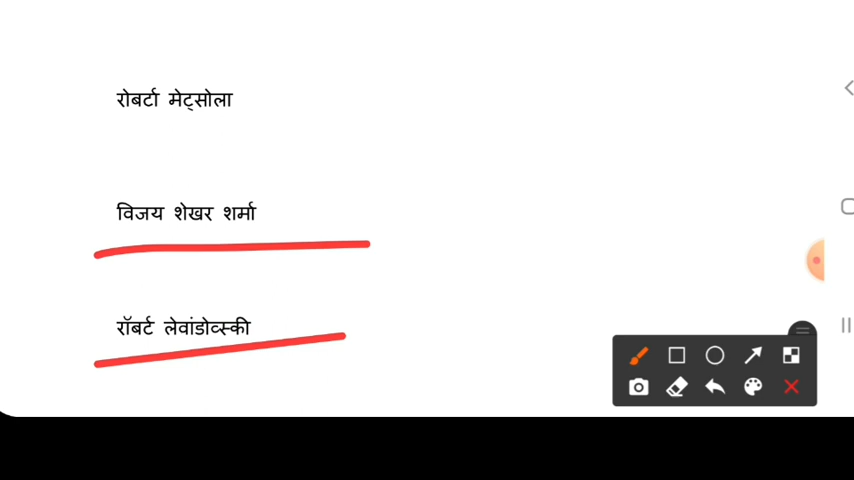 रोबर्टा मेट्सोला
विजय शेखर शर्मा
रॉबर्ट लेवांडोव्स्की